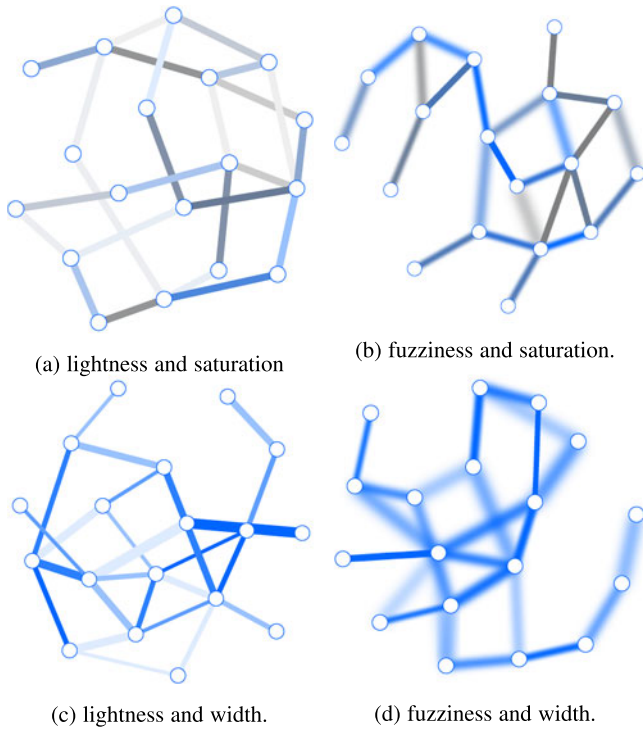 (a) lightness and saturation
(b) fuzziness and saturation.
(c) lightness and width.
(d) fuzziness and width.